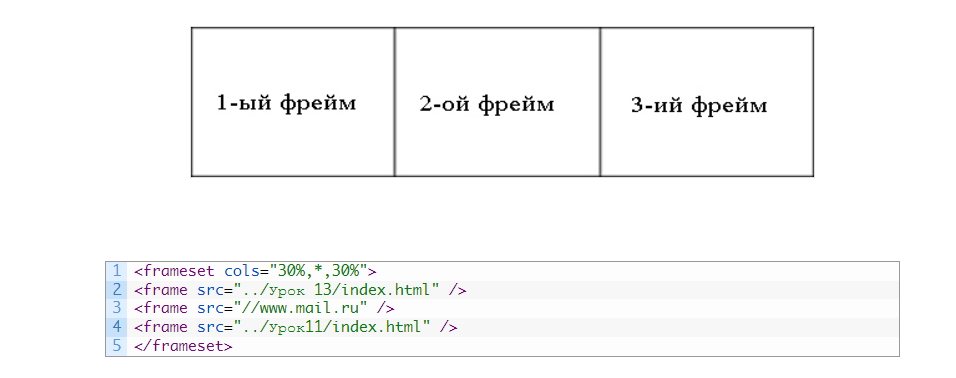 1-ый фрейм 2-ой фрейм 3-ий фрейм
1 <frameset cols="30%,*,30%">
2 <frame src="../Урок 13/index.html" />
3 <frame src="//www.mail.ru" />
4 <frame src="../Урок11/index.html" />
5 </frameset>